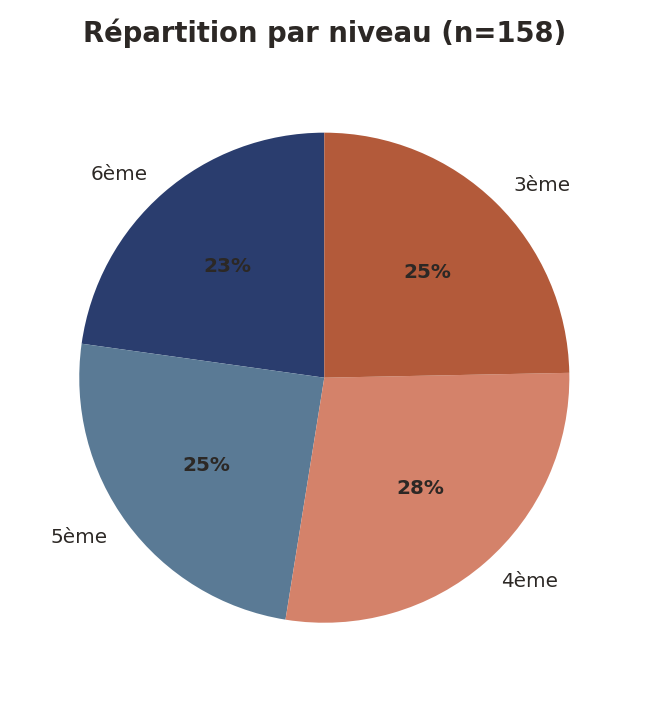 Répartition par niveau (n=158)
6ème
3ème
23%
25%
25%
28%
5ème
4ème